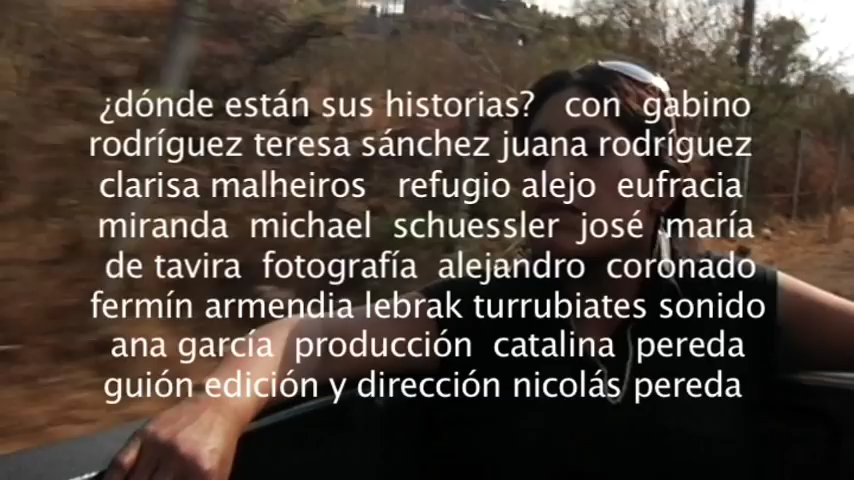 ¿dónde están sus historias? con gabino
rodríguez teresa sánchez juana rodríguez
clarisa malheiros refugio alejo eufracia
miranda michael schuessler josé maría
de tavira fotografía alejandro coronado
fermín armendia lebrak turrubiates sonido
ana garcía producción catalina pereda
guión edición y dirección nicolás pereda